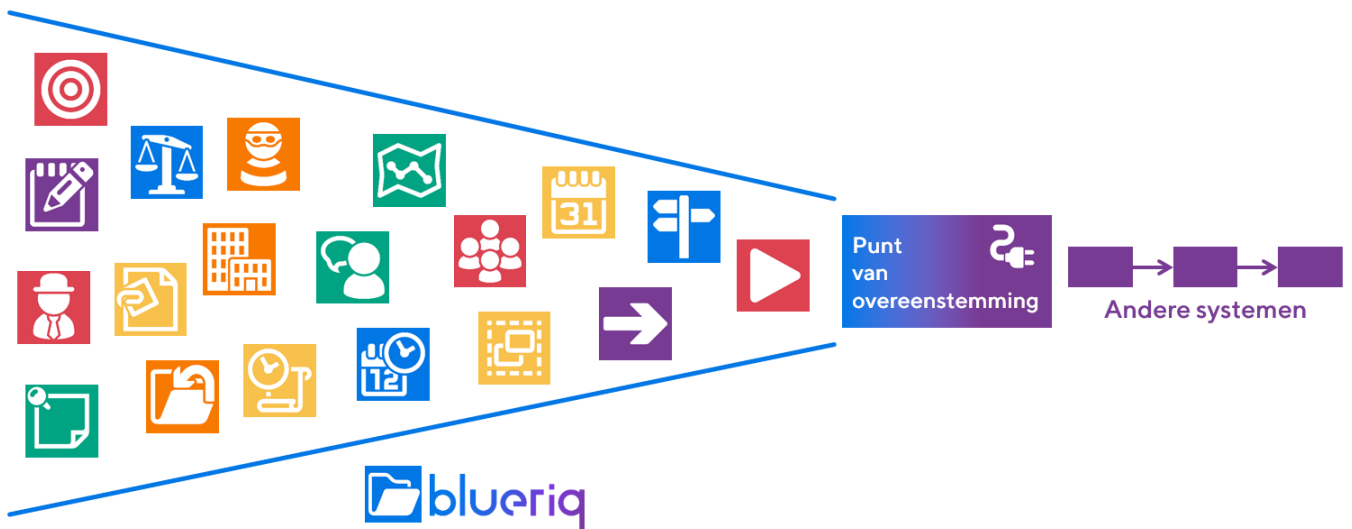 31
Punt
van
overeenstemming
Andere systemen
12
blueriq